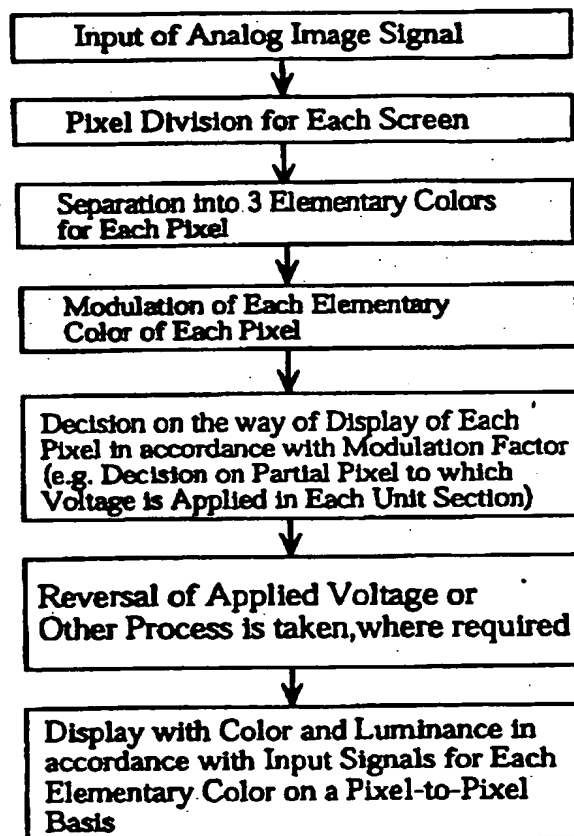 Input of Analog Image Signal
Pixel Division for Each Screen
Separation into 3 Elementary Colors
for Each Pixel
Modulation of Each Elementary
Color of Each Pixel
Decision on the way of Display of Each
Pixel in accordance with Modulation Factor
(e.g. Decision on Partial Pixel to which
Voltage is Applied in Each Unit Section)
Reversal of Applied Voltage or
Other Process is taken,where required
Display with Color and Luminance in
accordance with Input Signals for Each
Elementary Color on a Pixel-to-Pixel
Basis